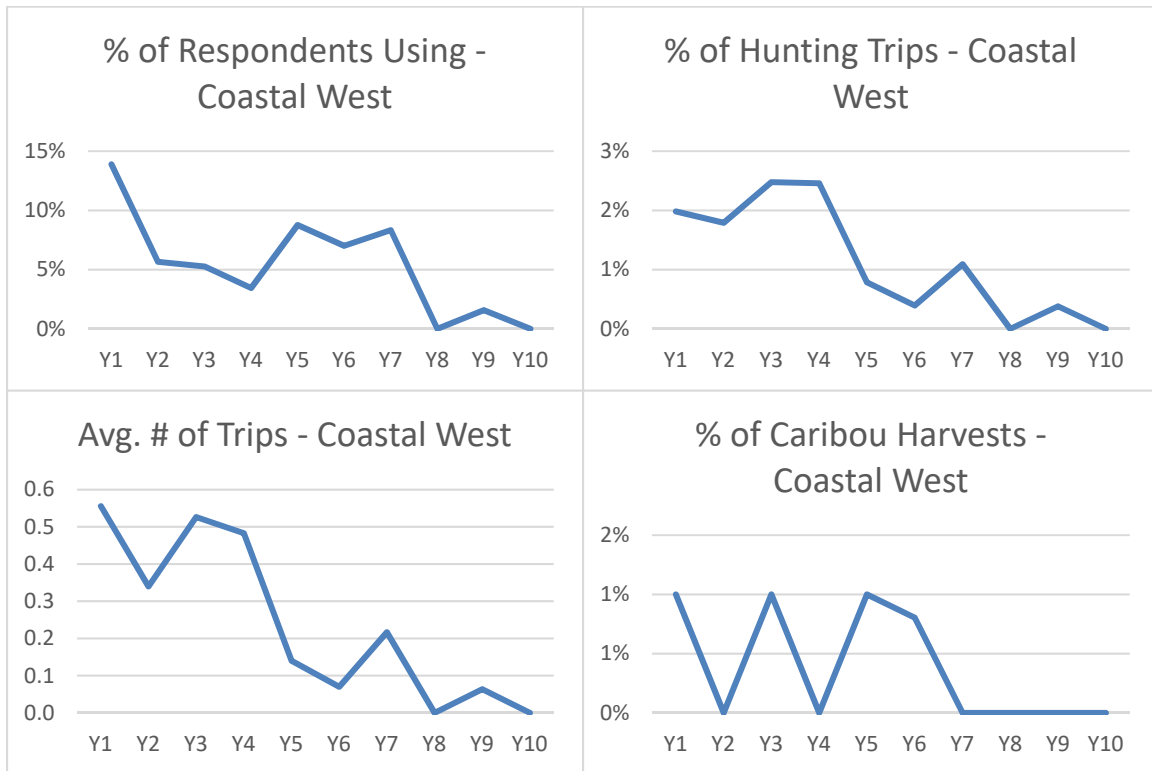 % of Respondents Using -
Coastal West
15%
10%
5%
0%
Y1 Y2 Y3 Y4 Y5 Y6 Y7 Y8 Y9 Y10
% of Hunting Trips - Coastal
West
3%
2%
1%
0%
Y1 Y2 Y3 Y4 Y5 Y6 Y7 Y8 Y9 Y10
Avg. # of Trips - Coastal West
0.6
0.5
0.4
0.3
0.2
0.1
0.0
Y1 Y2 Y3 Y4 Y5 Y6 Y7 Y8 Y9 Y10
% of Caribou Harvests -
Coastal West
2%
1%
1%
0%
Y1 Y2 Y3 Y4 Y5 Y6 Y7 Y8 Y9 Y10